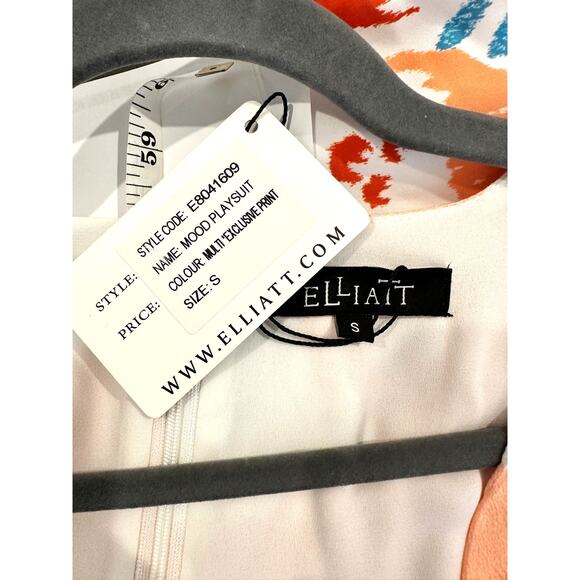 STYLE CODE: E8041609
NAME: MOOD PLAYSUIT
COLOUR: MULTI "EXCLUSIVE PRINT
SIZE: S
STYLE:
PRICE:
WWW.ELLIATT.COM
ELLIATT
S
59